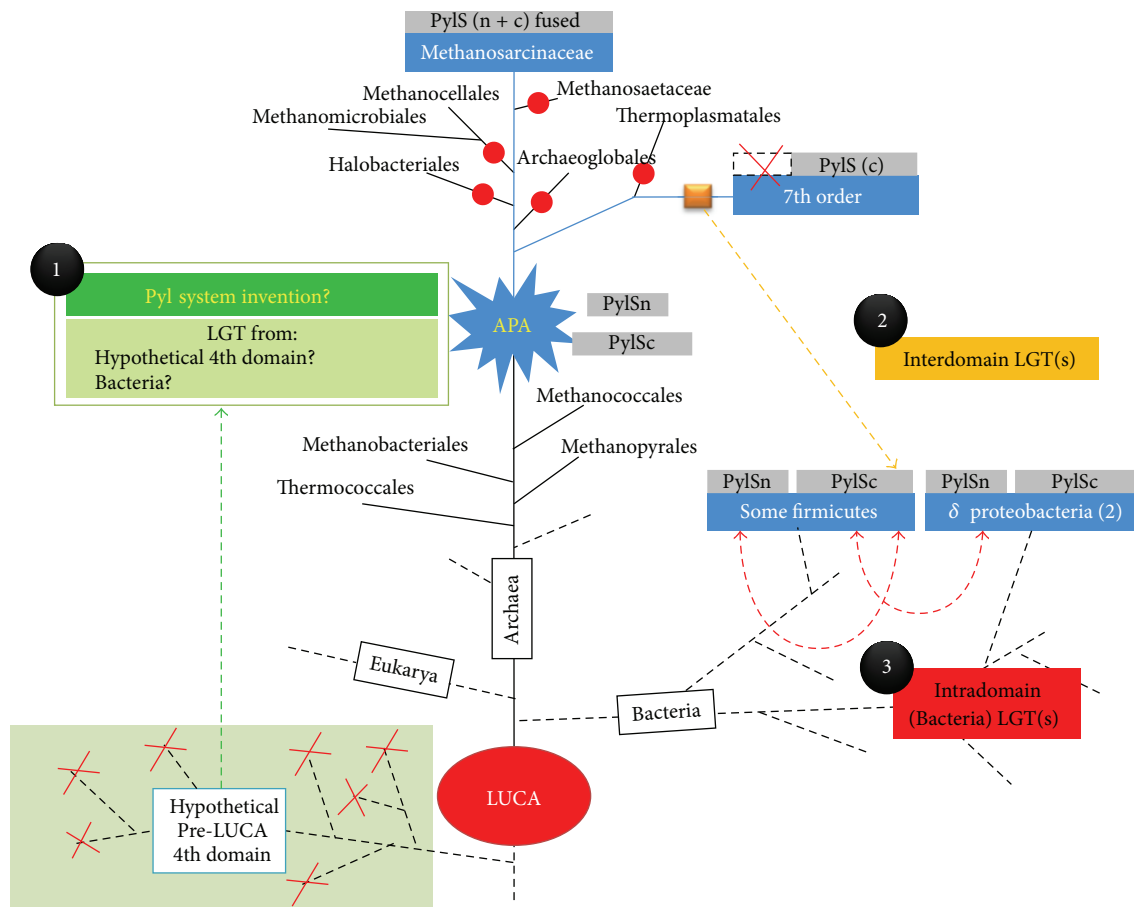 PylS (n + c) fused
Methanosarcinaceae
Methanocellales
Methanosaetaceae
Methanomicrobiales
Thermoplasmatales
Halobacteriales
Archaeoglobales
PylS (c)
7th order
1
Pyl system invention?
LGT from:
Hypothetical 4th domain?
Bacteria?
APA
PylSn
PylSc
2
Interdomain LGT(s)
Methanococcales
Methanobacteriales
Methanopyrales
Thermococcales
PylSn
PylSc
PylSn
PylSc
Some firmicutes
δ proteobacteria (2)
Archaea
Eukarya
Bacteria
3
Intradomain
(Bacteria) LGT(s)
LUCA
Hypothetical
Pre-LUCA
4th domain